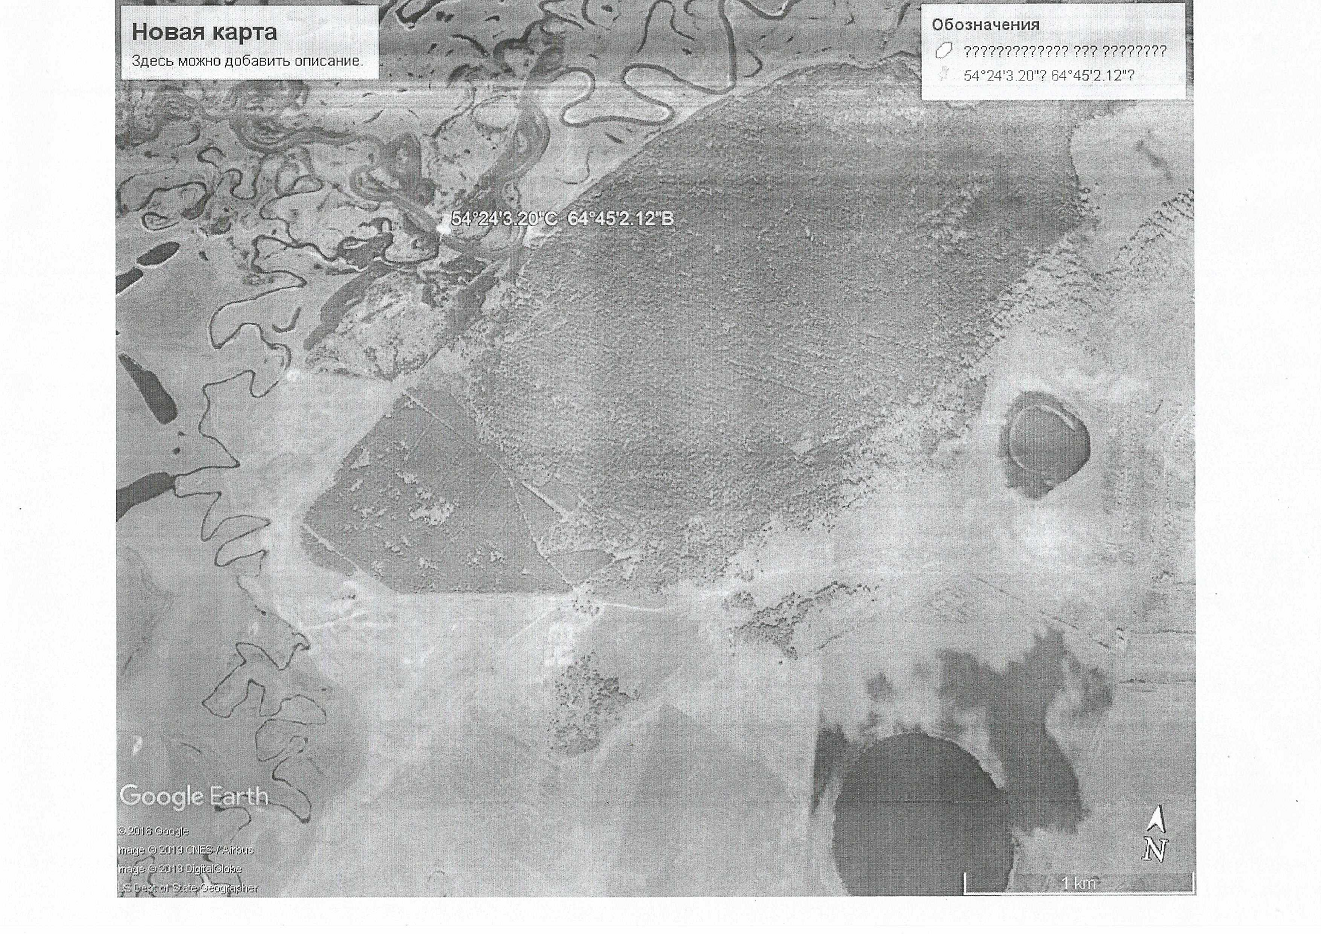 Новая карта
Здесь можно добавить описание.
Обозначения
????????????? ??? ????????
54°24'3.20"? 64°45'2.12"?
54°24'3.20"С 64°45'2.12"В
Google Earth
2018 Google
Image © 2019 CNES / Airbus
Image © 2019 DigitalGlobe
US Dept of State Geographer
N
1 km